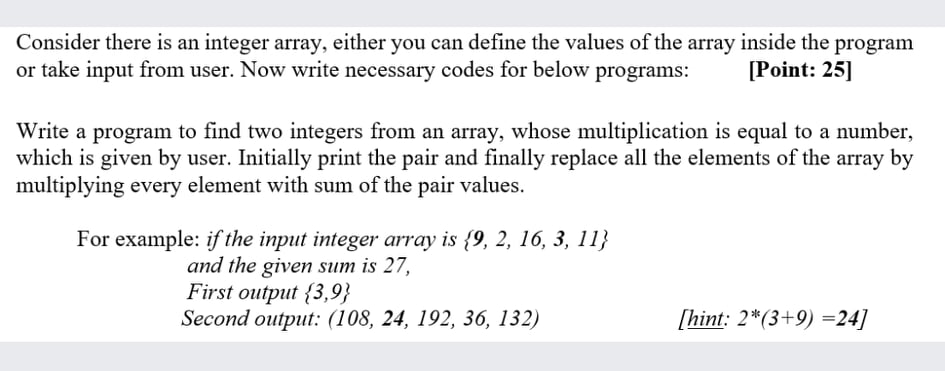 Consider there is an integer array, either you can define the values of the array inside the program
or take input from user. Now write necessary codes for below programs: [Point: 25]
Write a program to find two integers from an array, whose multiplication is equal to a number,
which is given by user. Initially print the pair and finally replace all the elements of the array by
multiplying every element with sum of the pair values.
For example: if the input integer array is {9, 2, 16, 3, 11}
and the given sum is 27,
First output {3,9}
Second output: (108, 24, 192, 36, 132) [hint: 2*(3+9) =24]